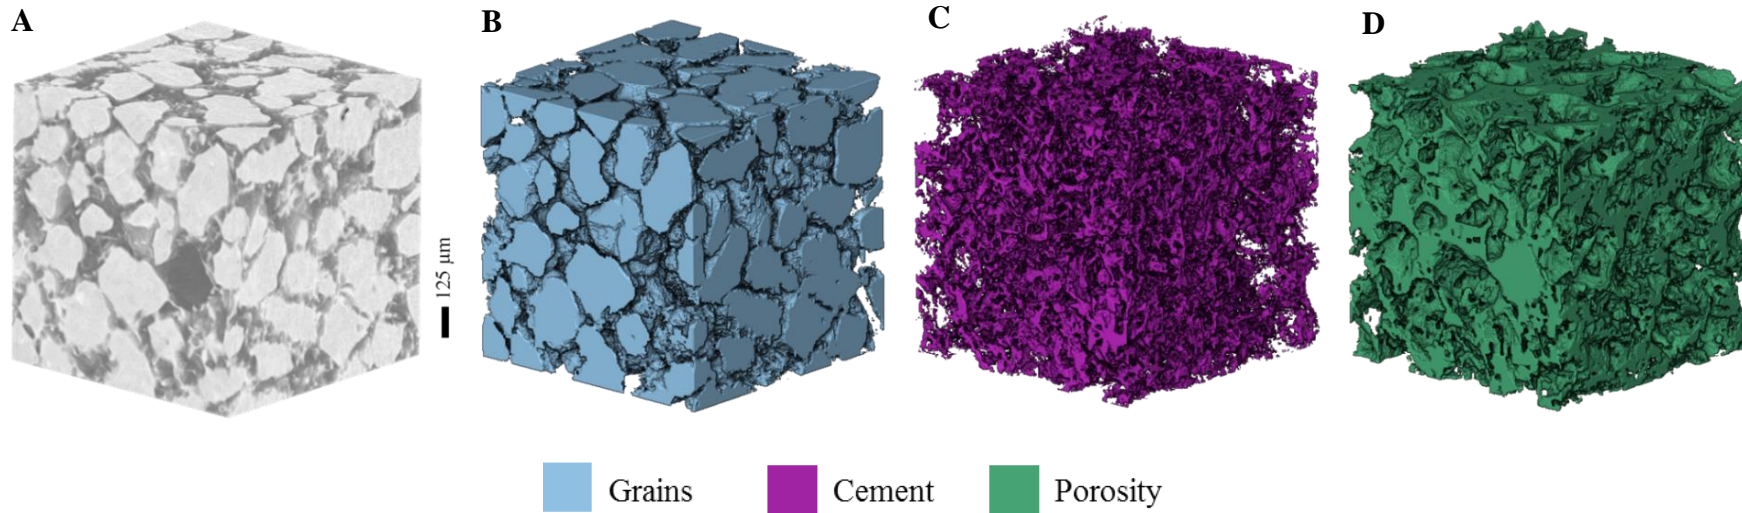 A
B
C
D
125 μm
Grains
Cement
Porosity